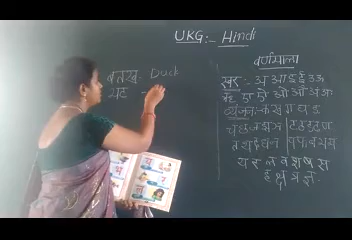 UKG:- Hindi
बतख- Duck
वर्णमाला
स्वर:- अ आ इ ई उ ऊ
ए ऐ ओ औ अं अः
व्यंजन:- क ख ग घ ङ
च छ ज झ ञ ट ठ ड ढ ण
त थ द ध न प फ ब भ म
य र ल व श ष स
ह क्ष त्र ज्ञ
य